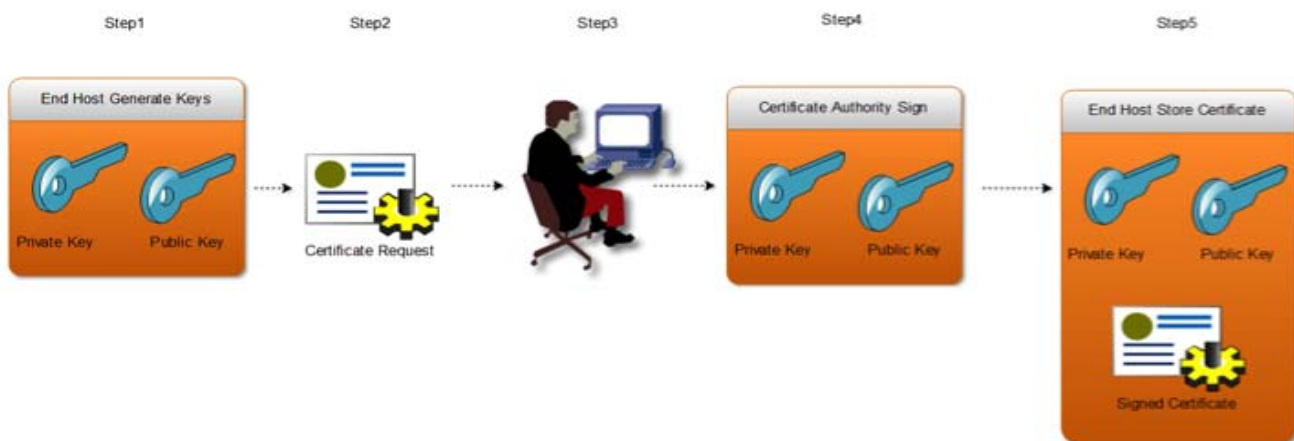 Step1
Step2
Step3
Step4
Step5
End Host Generate Keys
Private Key
Public Key
Certificate Request
Certificate Authority Sign
Private Key
Public Key
End Host Store Certificate
Private Key
Public Key
Signed Certificate